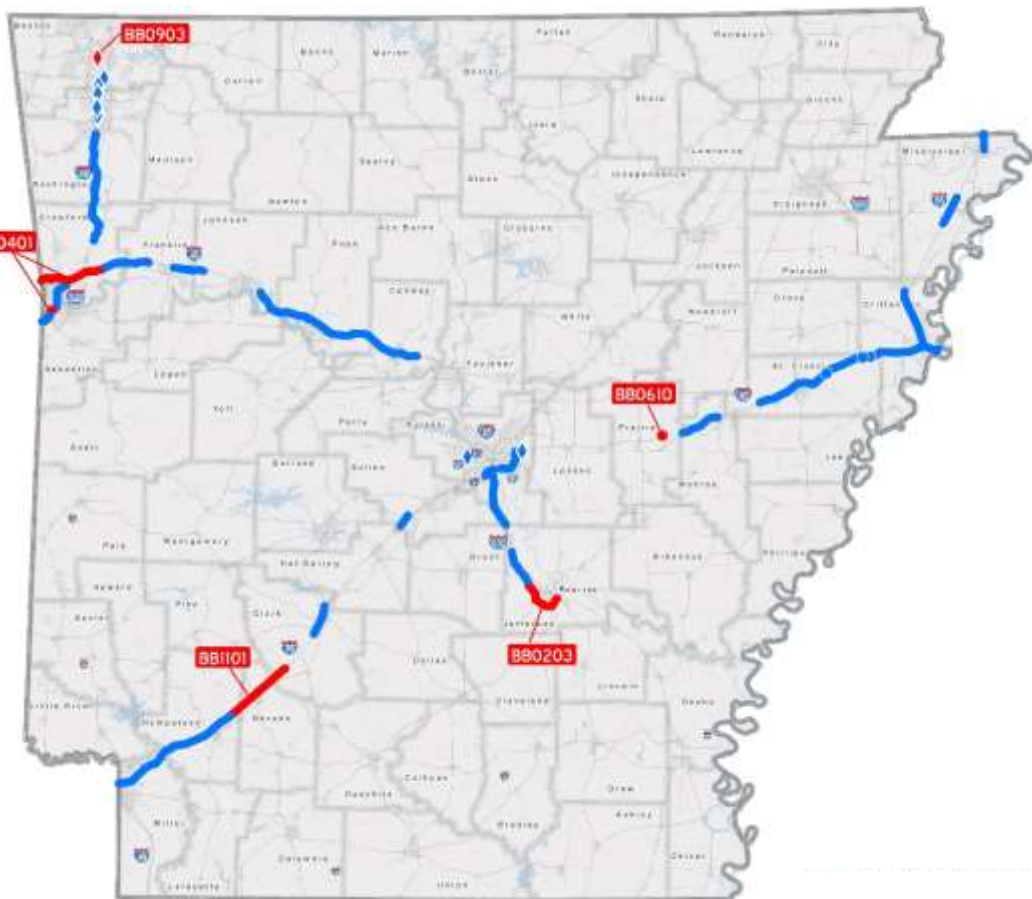 BB0903
Benton
Carroll
Boone
Marion
Baxter
Fulton
Randolph
Clay
Sharp
Greene
Izard
Lawrence
Mississippi
Madison
Washington
Newton
Searcy
Stone
Independence
Craighead
Crawford
Franklin
Johnson
Pope
Van Buren
Cleburne
Jackson
Poinsett
0401
Conway
White
Woodruff
Cross
Crittenden
Sebastian
Logan
Faulkner
St. Francis
BB0610
Yell
Perry
Pulaski
Prairie
Lee
Scott
Garland
Saline
Lonoke
Monroe
Polk
Montgomery
Grant
Arkansas
Phillips
Hot Spring
Howard
Pike
Clark
Sevier
Jefferson
BB1101
BB0203
Dallas
Cleveland
Lincoln
Desha
Little River
Hempstead
Nevada
Calhoun
Ouachita
Drew
Miller
Bradley
Ashley
Columbia
Chicot
Lafayette
Union